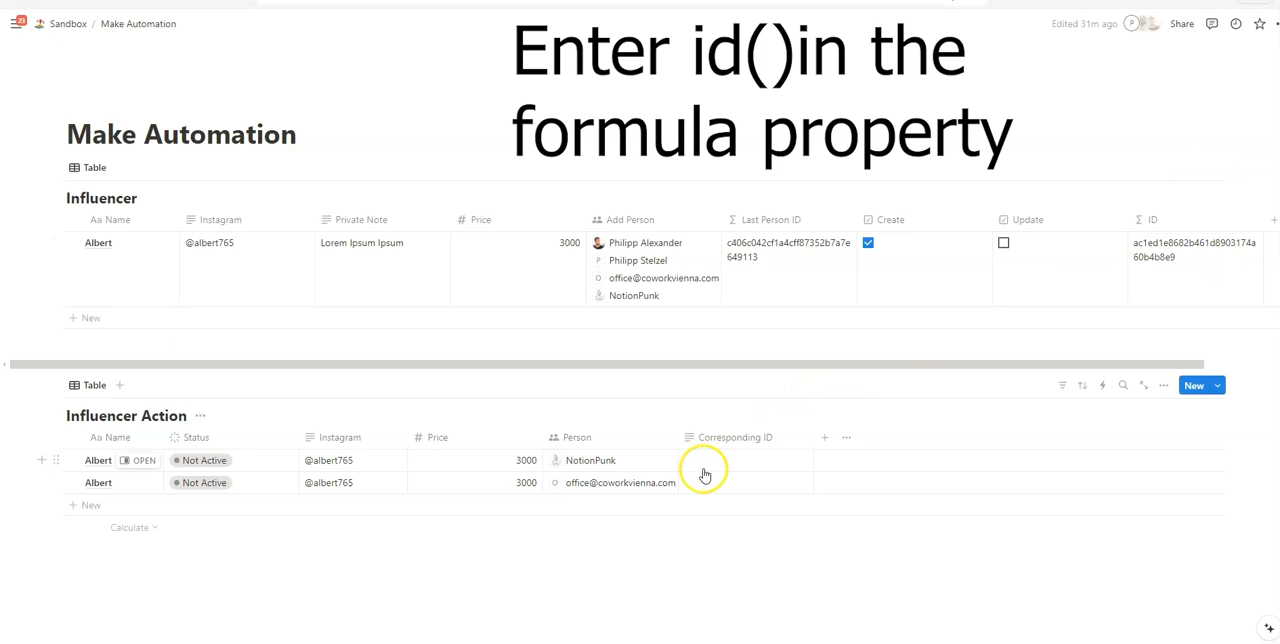 23
Sandbox / Make Automation
Edited 31m ago
P
Share
Enter id()in the
formula property
Make Automation
Table
Influencer
Aa Name
Instagram
Private Note
# Price
Add Person
Σ Last Person ID
Create
Update
Σ ID
+
Albert
@albert765
Lorem Ipsum Ipsum
3000
Philipp Alexander
P Philipp Stelzel
O office@coworkvienna.com
NotionPunk
c406c042cf1a4cff87352b7a7e
649113
ac1ed1e8682b461d8903174a
60b4b8e9
+ New
Table +
New
Influencer Action ...
Aa Name
Status
Instagram
# Price
Person
Corresponding ID
+ ...
Albert OPEN Not Active @albert765 3000 NotionPunk
Albert Not Active @albert765 3000 O office@coworkvienna.com
+ New
Calculate